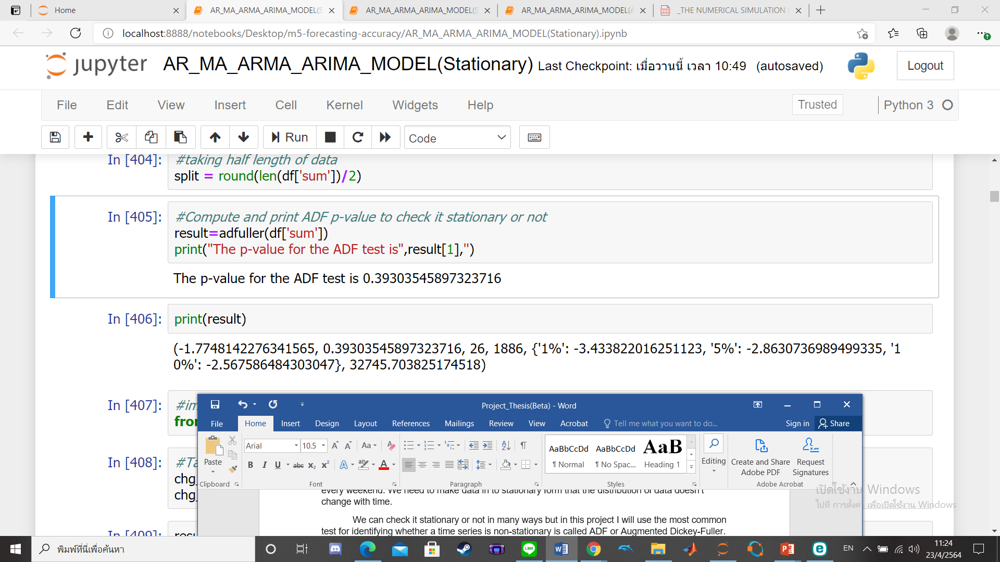 Home
AR_MA_ARMA_ARIMA_MODEL(S
AR_MA_ARMA_ARIMA_MODEL(S
AR_MA_ARMA_ARIMA_MODEL(A
PDF
_THE NUMERICAL SIMULATION
localhost:8888/notebooks/Desktop/m5-forecasting-accuracy/AR_MA_ARMA_ARIMA_MODEL(Stationary).ipynb
jupyter AR_MA_ARMA_ARIMA_MODEL(Stationary) Last Checkpoint: เมื่อวานนี้ เวลา 10:49 (autosaved)
Logout
File Edit View Insert Cell Kernel Widgets Help
Trusted
Python 3
Run
Code
In [404]: #taking half length of data
split = round(len(df['sum'])/2)
In [405]: #Compute and print ADF p-value to check it stationary or not
result=adfuller(df['sum'])
print("The p-value for the ADF test is",result[1],'')
The p-value for the ADF test is 0.39303545897323716
In [406]: print(result)
(-1.7748142276341565, 0.39303545897323716, 26, 1886, {'1%': -3.433822016251123, '5%': -2.8630736989499335, '1
0%': -2.567586484303047}, 32745.703825174518)
In [407]: #im
from
In [408]: #Ta
chg_
chg_
In [409]: resu
Project_Thesis(Beta) - Word
File Home Insert Design Layout References Mailings Review View Acrobat Tell me what you want to do... Sign in Share
Paste
Clipboard
Arial 10.5
Aa
B I U abc x₂ x²
Font
Paragraph
AaBbCcDd AaBbCcDd AaB
¶ Normal ¶ No Spac... Heading 1
Styles
Editing
Create and Share
Adobe PDF
Request
Signatures
Adobe Acrobat
every weekend. We need to make data in to stationary form that the distribution of data doesn't
change with time.
We can check it stationary or not in many ways but in this project I will use the most common
test for identifying whether a time series is non-stationary is called ADF or Augmented Dickey-Fuller.
เปิดใช้งาน Windows
ไปที่ การตั้งค่า เพื่อเปิดใช้งาน Windows
พิมพ์ที่นี่เพื่อค้นหา
LINE
EN
11:24
23/4/2564